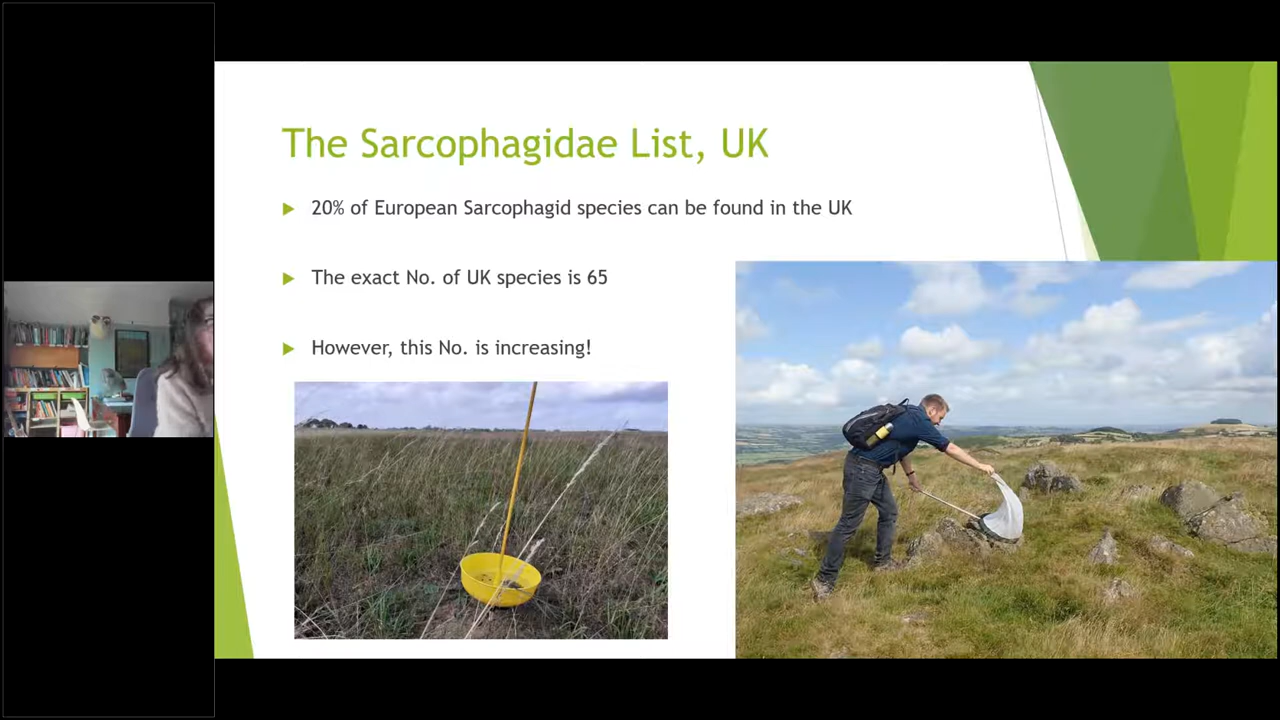 The Sarcophagidae List, UK
20% of European Sarcophagid species can be found in the UK
The exact No. of UK species is 65
However, this No. is increasing!